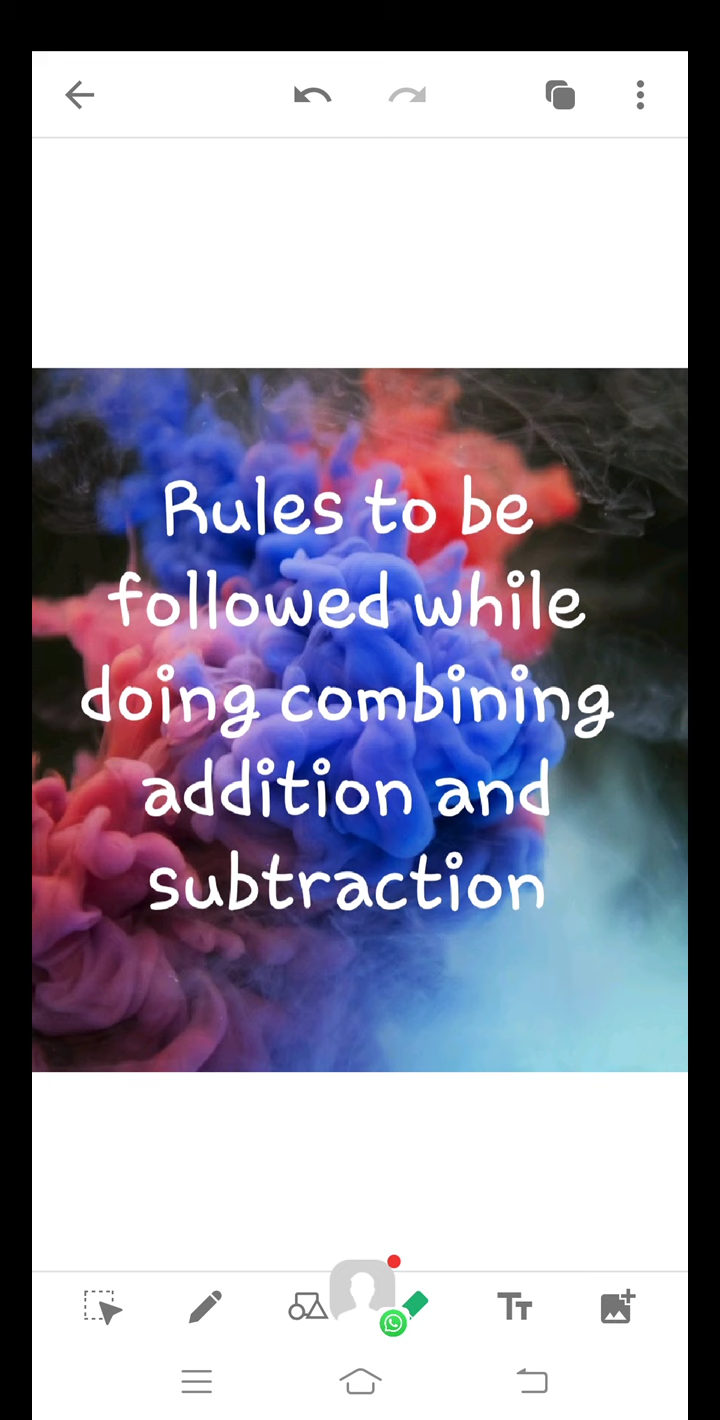 Rules to be
followed while
doing combining
addition and
subtraction